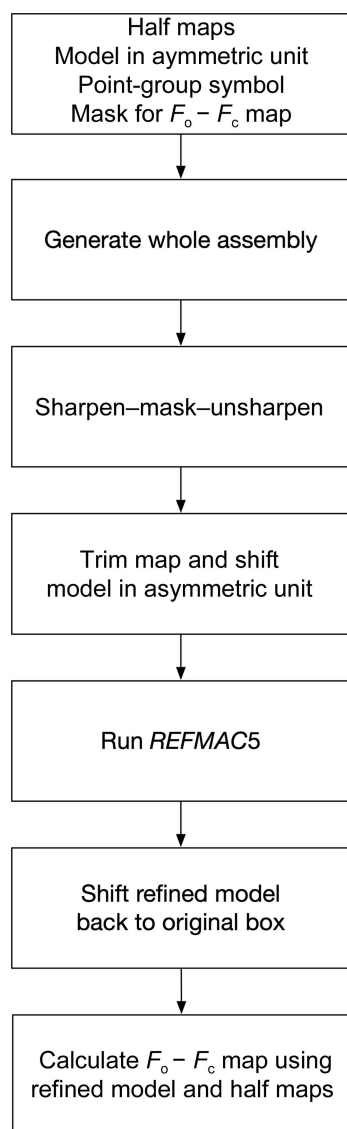 Half maps
Model in aymmetric unit
Point-group symbol
Mask for Fo − Fc map
Generate whole assembly
Sharpen–mask–unsharpen
Trim map and shift
model in asymmetric unit
Run REFMAC5
Shift refined model
back to original box
Calculate Fo − Fc map using
refined model and half maps